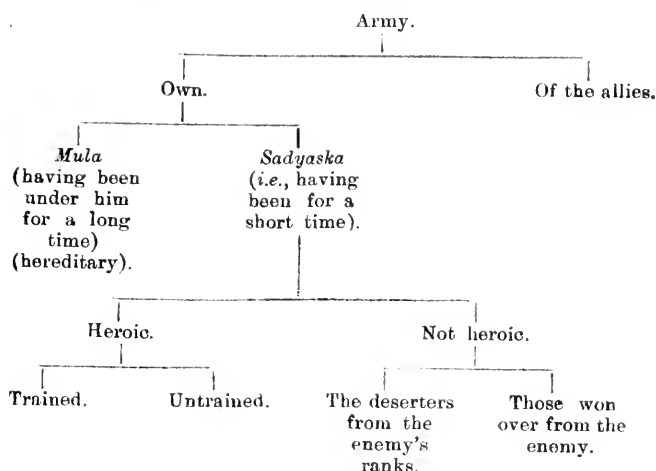 Army.
Own.
Of the allies.
Mula
(having been
under him
for a long
time)
(hereditary).
Sadyaska
(i.e., having
been for a
short time).
Heroic.
Not heroic.
Trained.
Untrained.
The deserters
from the
enemy's
ranks.
Those won
over from the
enemy.